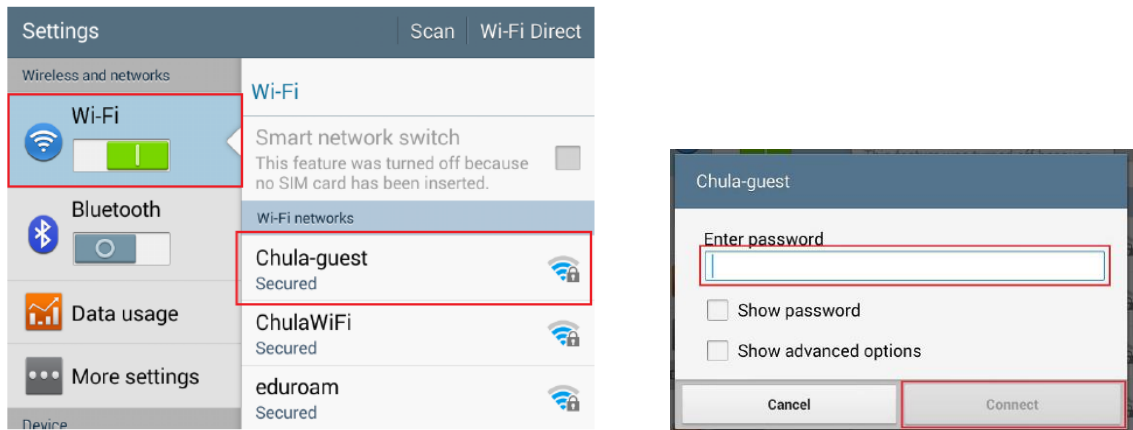 Settings
Scan
Wi-Fi Direct
Wireless and networks
Wi-Fi
Bluetooth
Data usage
More settings
Device
Wi-Fi
Smart network switch
This feature was turned off because
no SIM card has been inserted.
Wi-Fi networks
Chula-guest
Secured
ChulaWiFi
Secured
eduroam
Secured
Chula-guest
Enter password
Show password
Show advanced options
Cancel
Connect